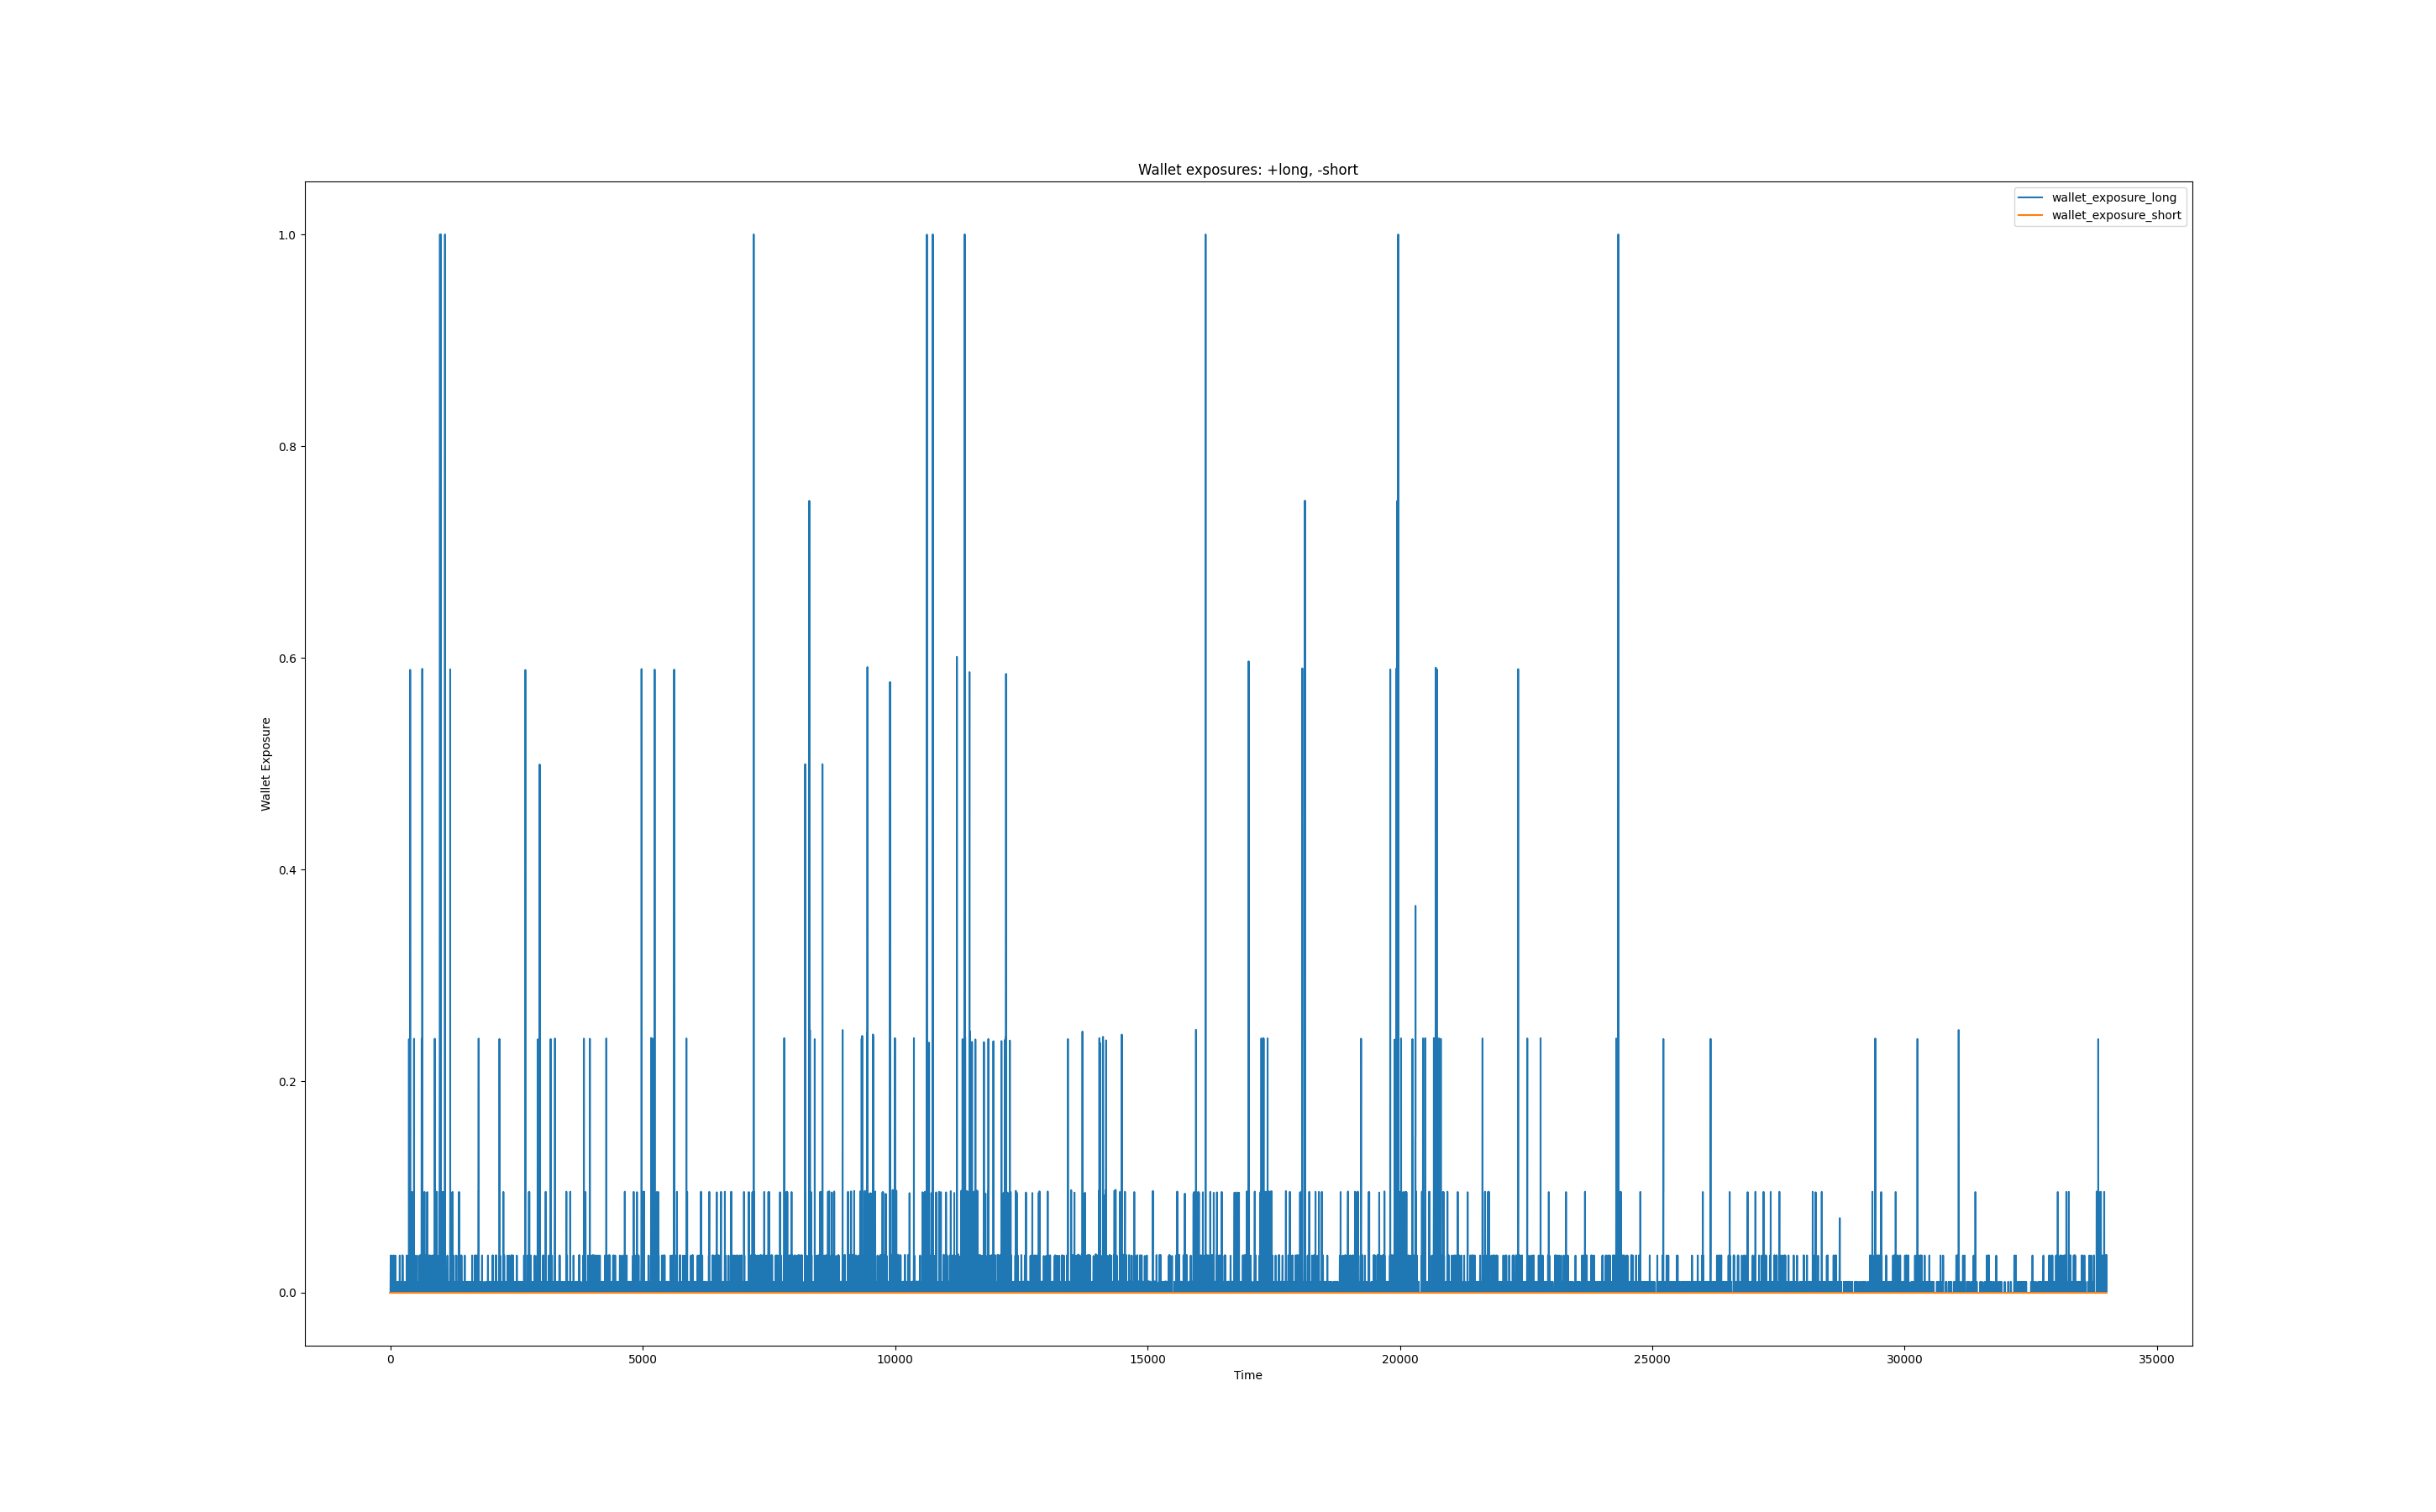 Wallet exposures: +long, -short
wallet_exposure_long
wallet_exposure_short
1.0
0.8
0.6
0.4
0.2
0.0
Wallet Exposure
0 5000 10000 15000 20000 25000 30000 35000
Time